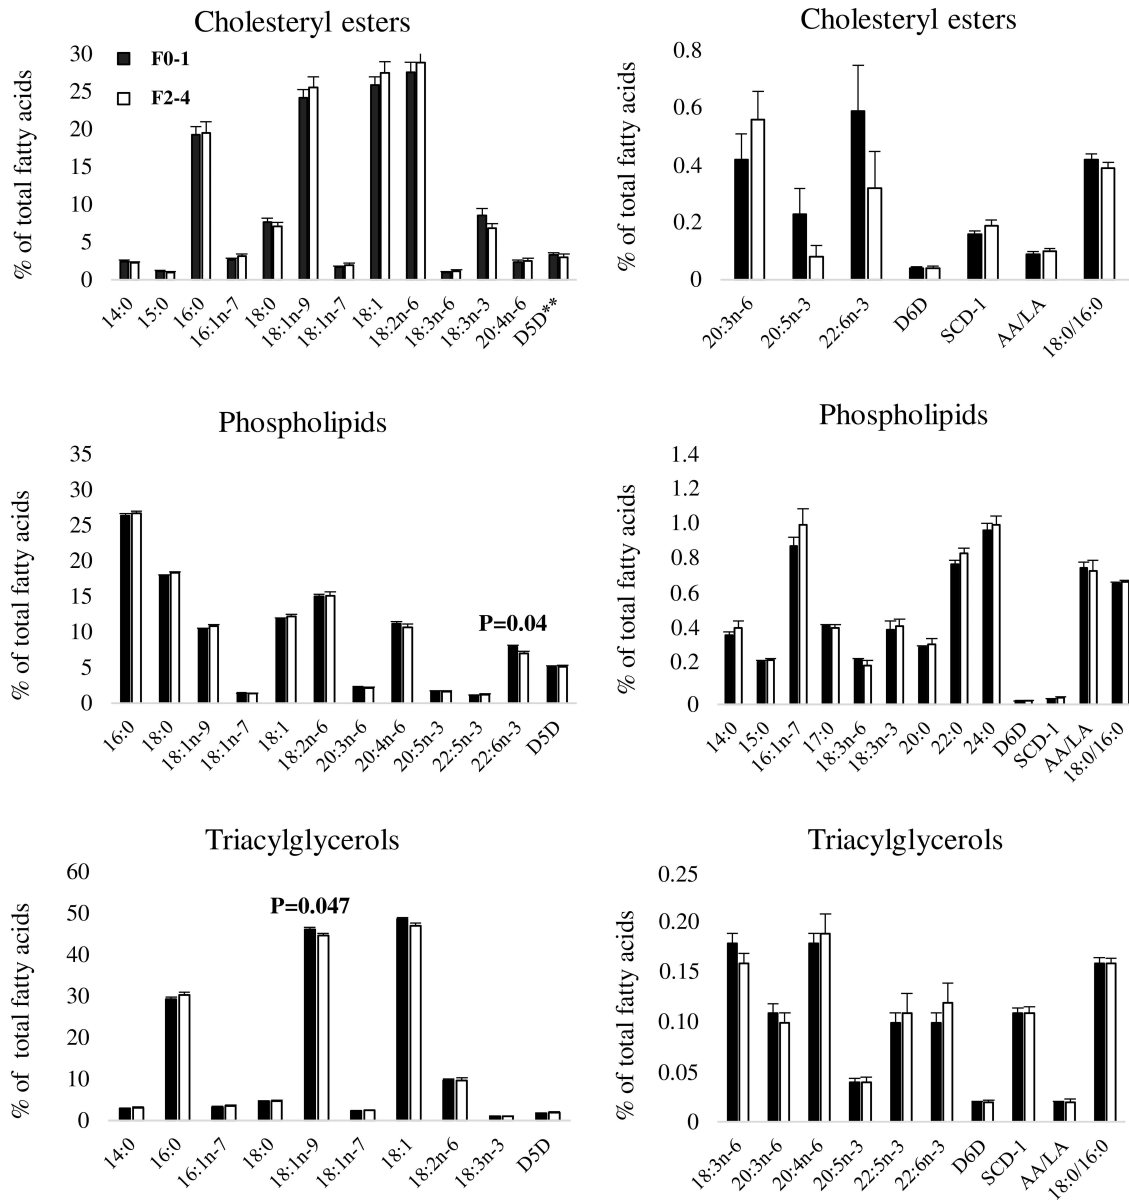 Cholesteryl esters
% of total fatty acids
30
25
20
15
10
5
0
F0-1
F2-4
14:0
15:0
16:0
16:1n-7
18:0
18:1n-9
18:1n-7
18:1
18:2n-6
18:3n-6
18:3n-3
20:4n-6
D5D**
Cholesteryl esters
% of total fatty acids
0.8
0.6
0.4
0.2
0
20:3n-6
20:5n-3
22:6n-3
D6D
SCD-1
AA/LA
18:0/16:0
Phospholipids
% of total fatty acids
35
30
25
20
15
10
5
0
P=0.04
16:0
18:0
18:1n-9
18:1n-7
18:1
18:2n-6
20:3n-6
20:4n-6
20:5n-3
22:5n-3
22:6n-3
D5D
Phospholipids
% of total fatty acids
1.4
1.2
1.0
0.8
0.6
0.4
0.2
0
14:0
15:0
16:1n-7
17:0
18:3n-6
18:3n-3
20:0
22:0
24:0
D6D
SCD-1
AA/LA
18:0/16:0
Triacylglycerols
% of total fatty acids
60
50
40
30
20
10
0
P=0.047
14:0
16:0
16:1n-7
18:0
18:1n-9
18:1n-7
18:1
18:2n-6
18:3n-3
D5D
Triacylglycerols
% of total fatty acids
0.25
0.20
0.15
0.10
0.05
0
18:3n-6
20:3n-6
20:4n-6
20:5n-3
22:5n-3
22:6n-3
D6D
SCD-1
AA/LA
18:0/16:0